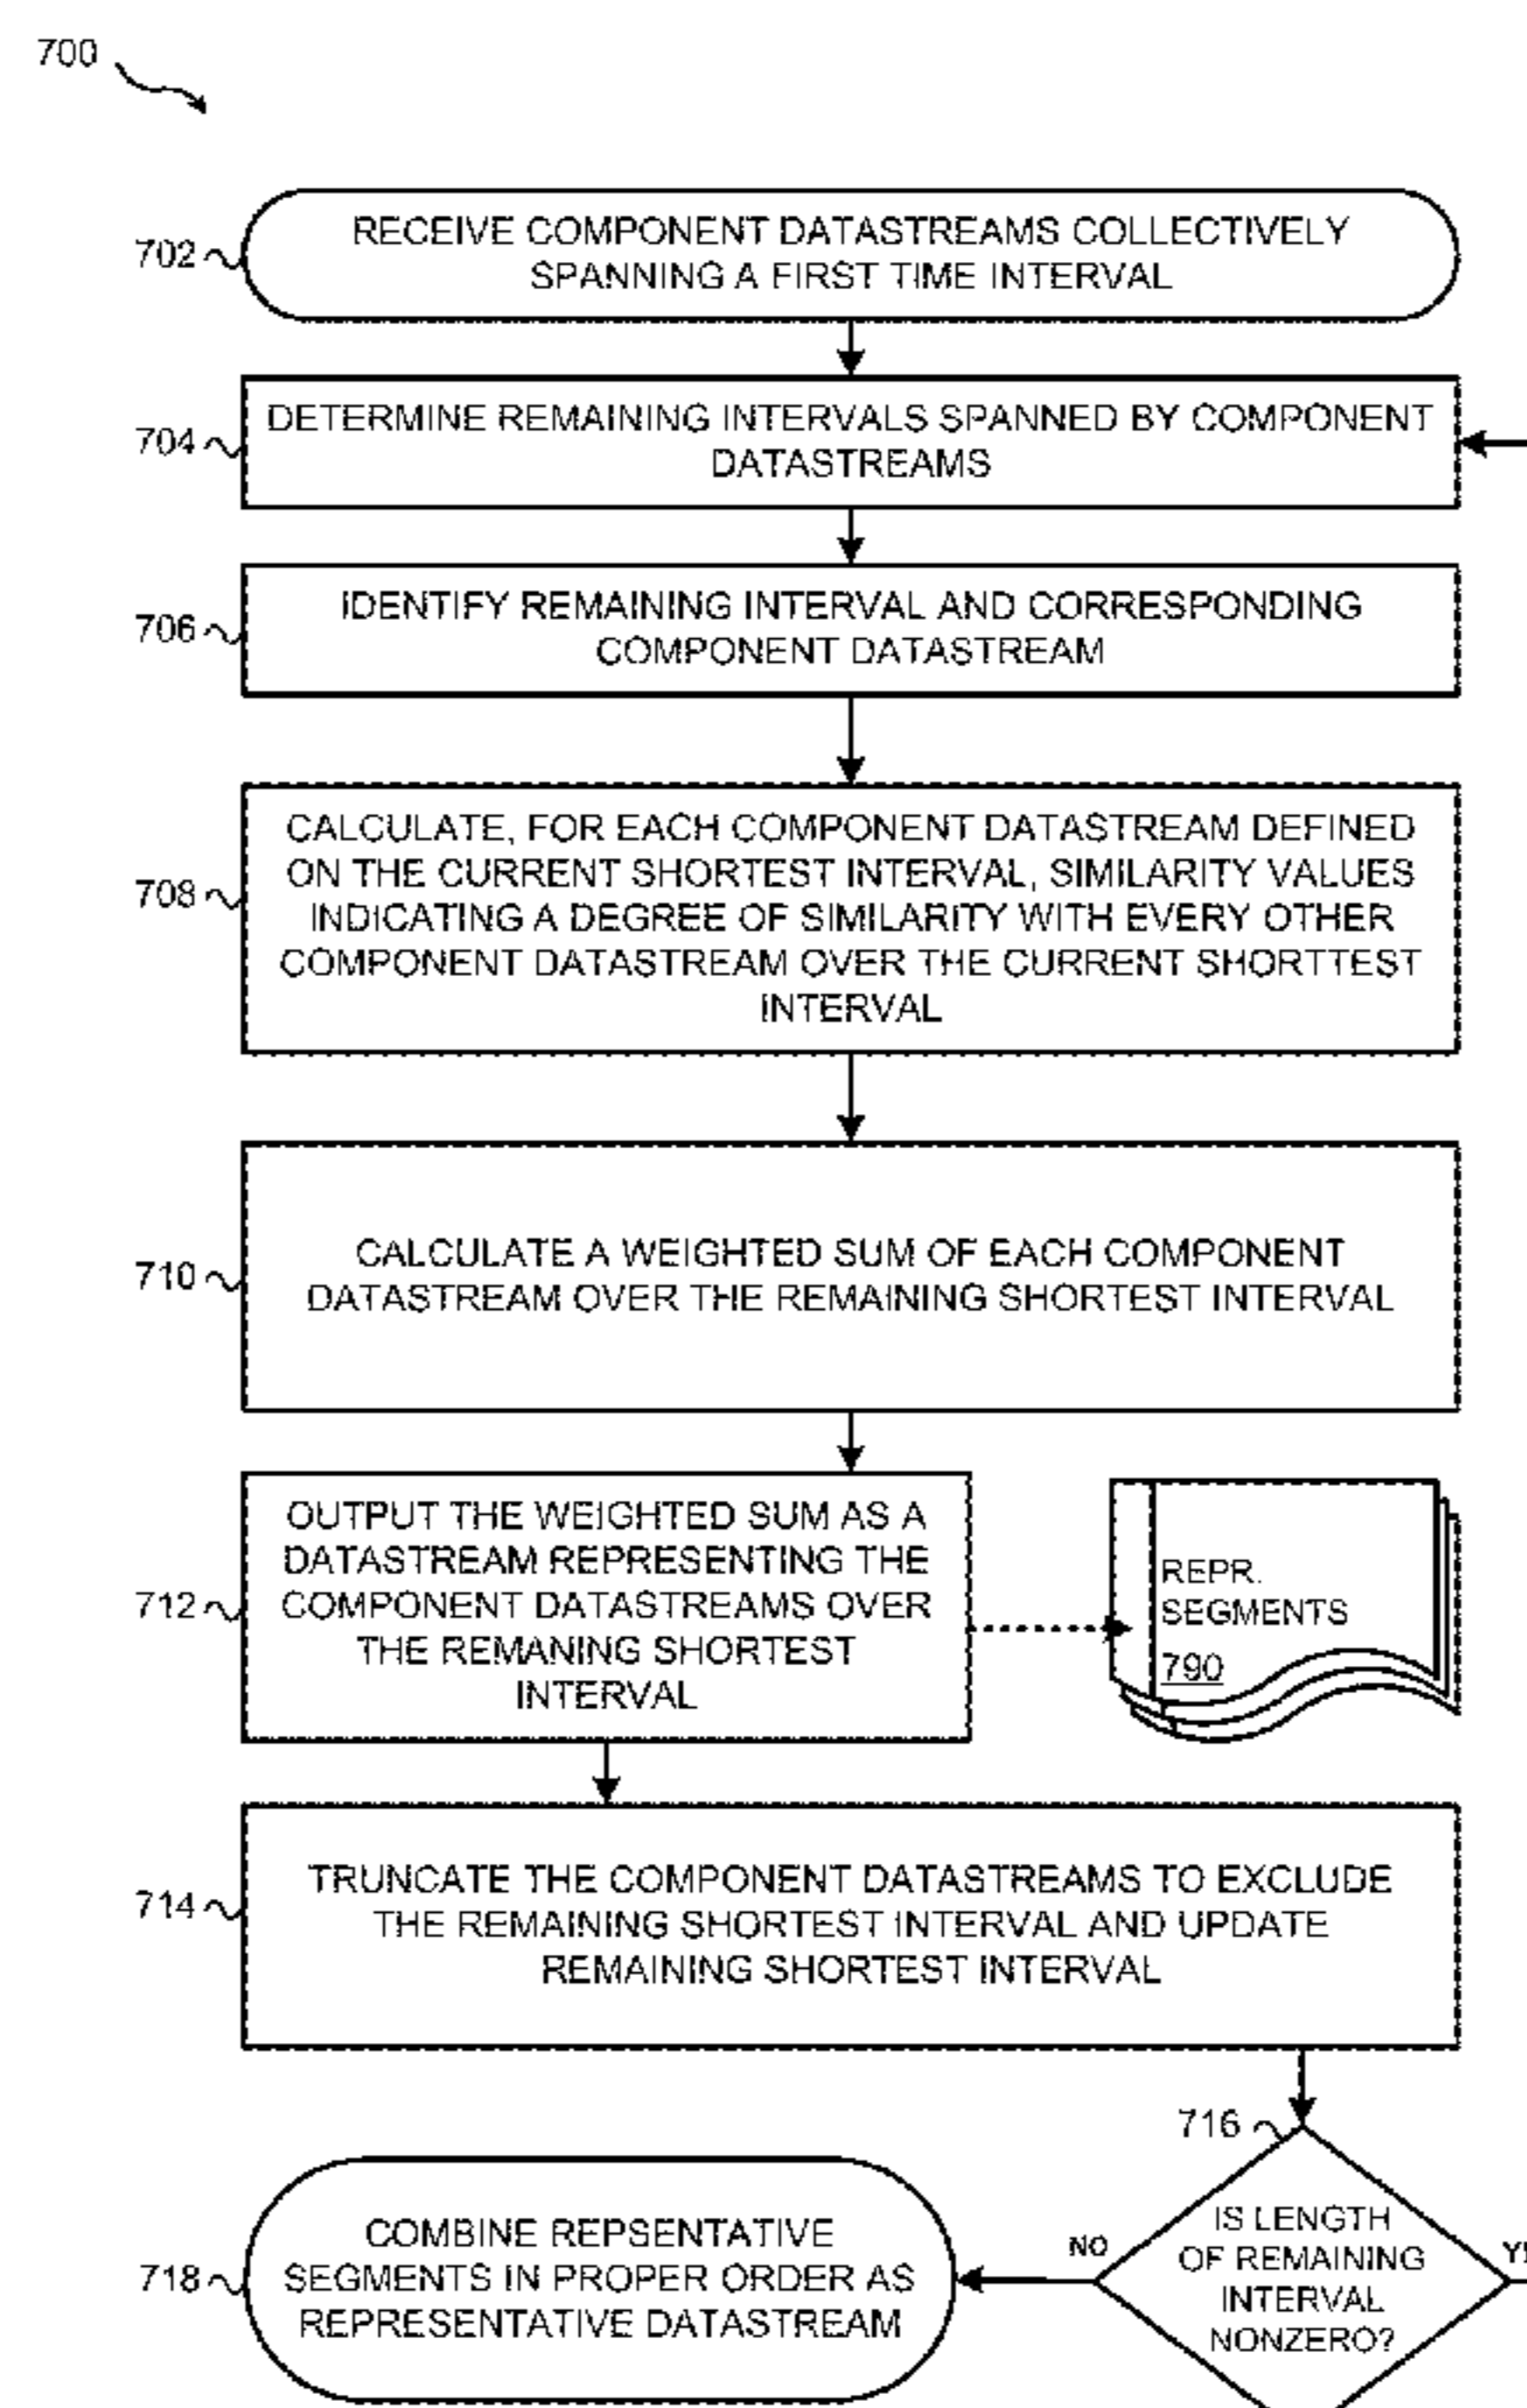 700
702
RECEIVE COMPONENT DATASTREAMS COLLECTIVELY
SPANNING A FIRST TIME INTERVAL
704
DETERMINE REMAINING INTERVALS SPANNED BY COMPONENT
DATASTREAMS
706
IDENTIFY REMAINING INTERVAL AND CORRESPONDING
COMPONENT DATASTREAM
708
CALCULATE, FOR EACH COMPONENT DATASTREAM DEFINED
ON THE CURRENT SHORTEST INTERVAL, SIMILARITY VALUES
INDICATING A DEGREE OF SIMILARITY WITH EVERY OTHER
COMPONENT DATASTREAM OVER THE CURRENT SHORTTEST
INTERVAL
710
CALCULATE A WEIGHTED SUM OF EACH COMPONENT
DATASTREAM OVER THE REMAINING SHORTEST INTERVAL
712
OUTPUT THE WEIGHTED SUM AS A
DATASTREAM REPRESENTING THE
COMPONENT DATASTREAMS OVER
THE REMANING SHORTEST
INTERVAL
REPR.
SEGMENTS
790
714
TRUNCATE THE COMPONENT DATASTREAMS TO EXCLUDE
THE REMAINING SHORTEST INTERVAL AND UPDATE
REMAINING SHORTEST INTERVAL
716
IS LENGTH
OF REMAINING
INTERVAL
NONZERO?
NO
718
COMBINE REPSENTATIVE
SEGMENTS IN PROPER ORDER AS
REPRESENTATIVE DATASTREAM